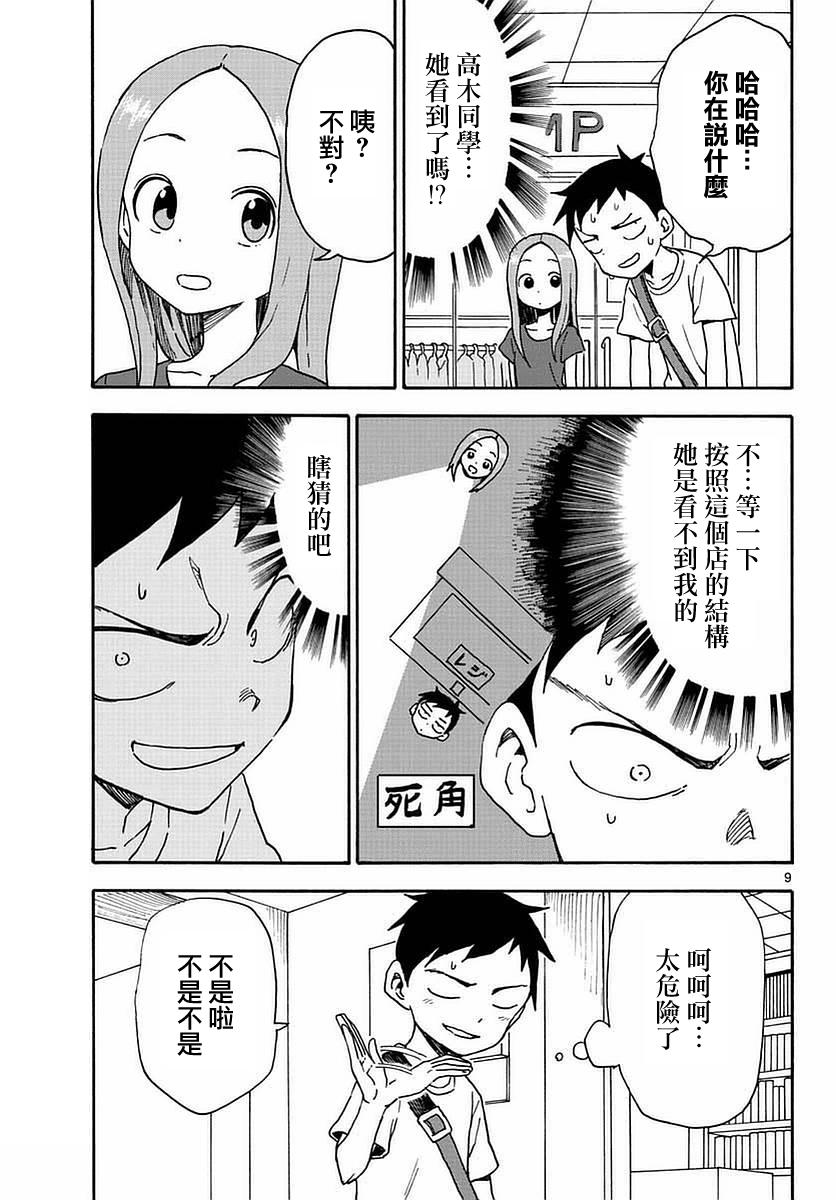 哈哈哈…
你在説什麼
1P
高木同學…
她看到了嗎!?
咦？
不對？
不…等一下
按照這個店的結構
她是看不到我的
レジ
死角
瞎猜的吧
9
呵呵呵…
太危險了
不是啦
不是不是